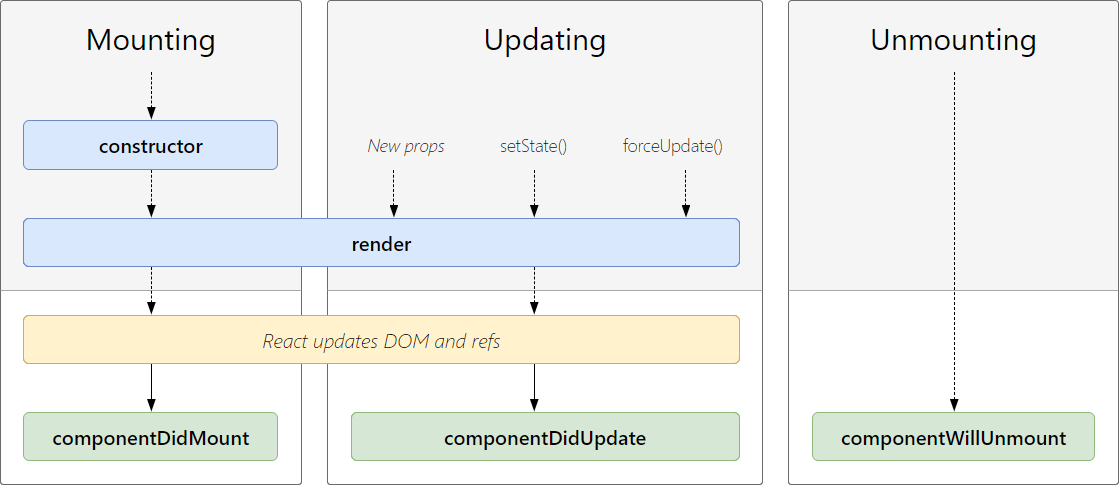 Mounting
Updating
Unmounting
constructor
New props
setState()
forceUpdate()
render
React updates DOM and refs
componentDidMount
componentDidUpdate
componentWillUnmount